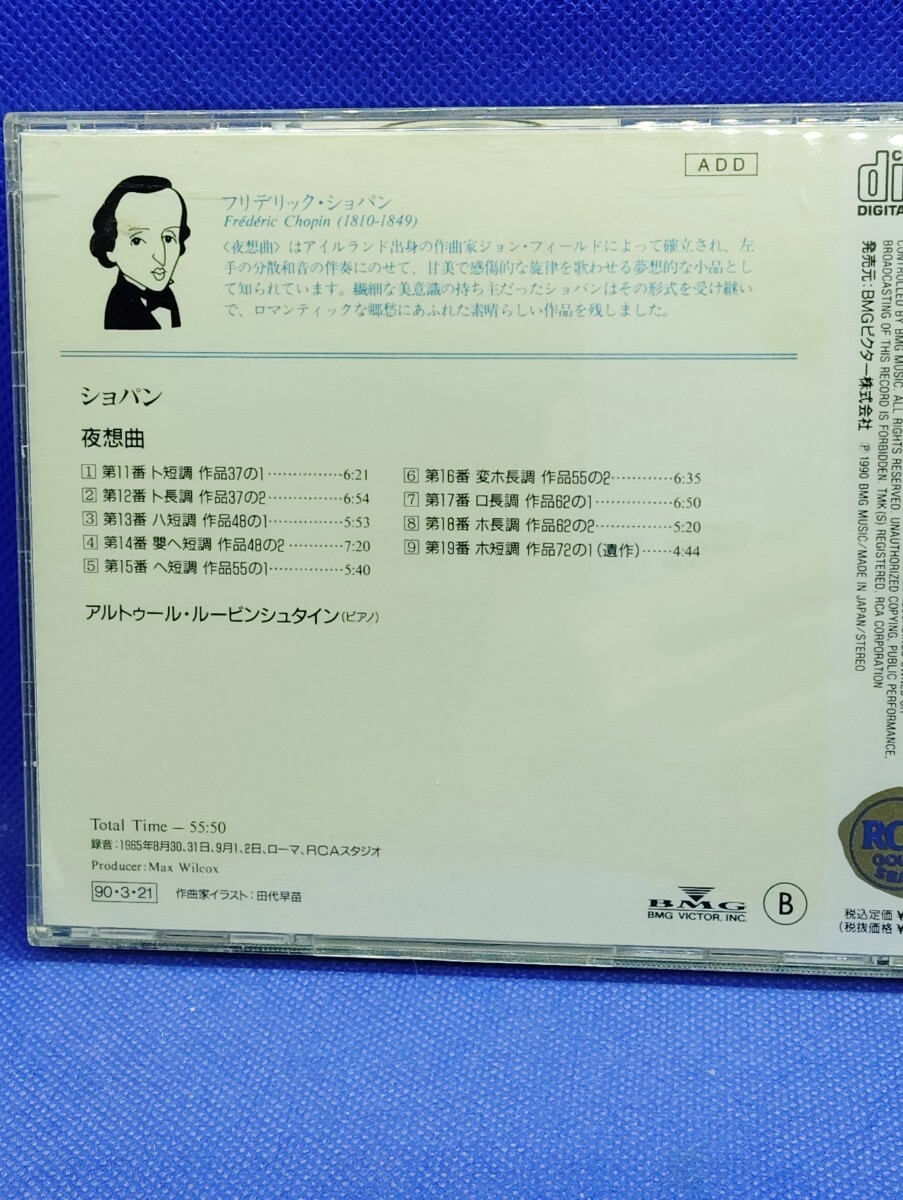 ADD
フリデリック・ショパン
Frédéric Chopin (1810-1849)
〈夜想曲〉はアイルランド出身の作曲家ジョン・フィールドによって確立され、左
手の分散和音の伴奏にのせて、甘美で感傷的な旋律を歌わせる夢想的な小品とし
て知られています。繊細な美意識の持ち主だったショパンはその形式を受け継い
で、ロマンティックな郷愁にあふれた素晴らしい作品を残しました。
ショパン
夜想曲
1 第11番 ト短調 作品37の1…………6:21
2 第12番 ト長調 作品37の2…………6:54
3 第13番 ハ短調 作品48の1…………5:53
4 第14番 嬰ヘ短調 作品48の2………7:20
5 第15番 ヘ短調 作品55の1…………5:40
6 第16番 変ホ長調 作品55の2………6:35
7 第17番 ロ長調 作品62の1…………6:50
8 第18番 ホ長調 作品62の2…………5:20
9 第19番 ホ短調 作品72の1(遺作)……4:44
アルトゥール・ルービンシュタイン(ピアノ)
Total Time — 55:50
録音:1965年8月30、31日、9月1、2日、ローマ、RCAスタジオ
Producer:Max Wilcox
90・3・21 作曲家イラスト:田代早苗
BMG
BMG VICTOR, INC.
B
DIGITAL
CONTROLLED BY BMG MUSIC. ALL RIGHTS RESERVED. UNAUTHORIZED COPYING, PUBLIC PERFORMANCE,
BROADCASTING OF THIS RECORD IS FORBIDDEN. TMK(S) REGISTERED. RCA CORPORATION
発売元:BMGビクター株式会社 Ⓟ 1990 BMG MUSIC/MADE IN JAPAN/STEREO
税込定価 ¥
(税抜価格 ¥